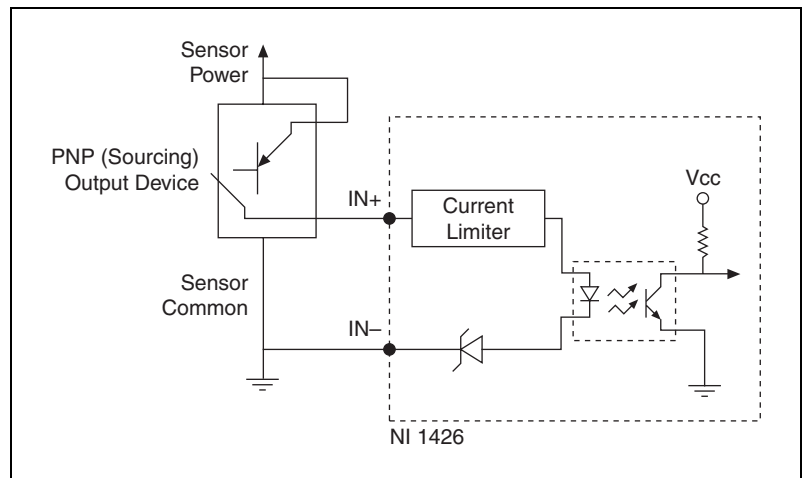 Sensor
Power
PNP (Sourcing)
Output Device
IN+
Current
Limiter
Vcc
Sensor
Common
IN–
NI 1426